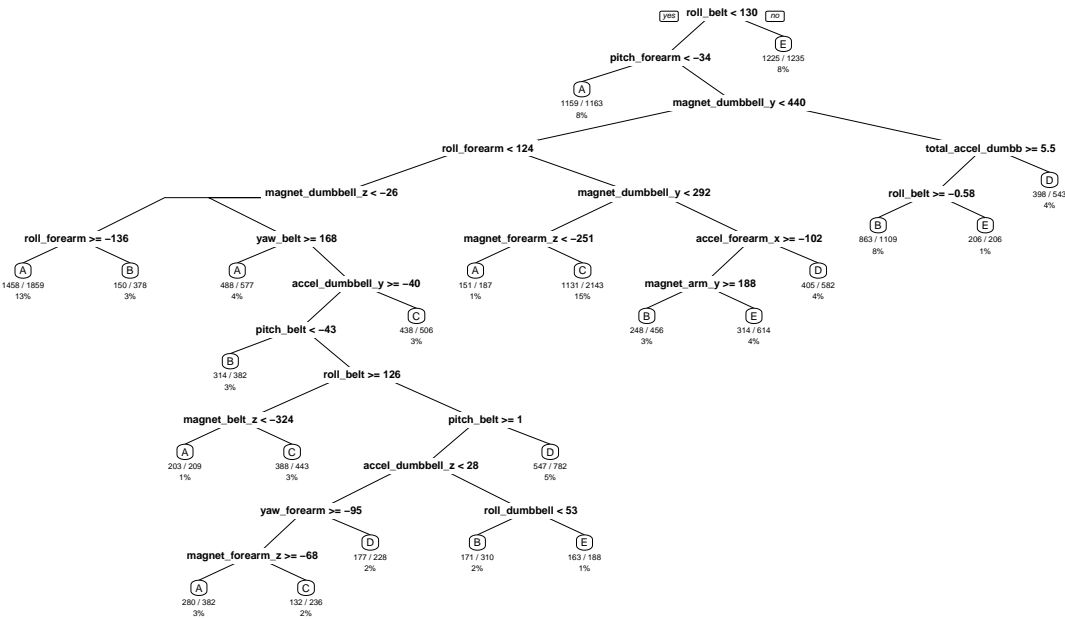 yes roll_belt < 130 no
E
1225 / 1235
8%
pitch_forearm < −34
A
1159 / 1163
8%
magnet_dumbbell_y < 440
roll_forearm < 124
total_accel_dumbb >= 5.5
magnet_dumbbell_z < −26
magnet_dumbbell_y < 292
roll_belt >= −0.58
D
398 / 543
4%
roll_forearm >= −136
yaw_belt >= 168
magnet_forearm_z < −251
accel_forearm_x >= −102
B
863 / 1109
8%
E
206 / 206
1%
A
1458 / 1859
13%
B
150 / 378
3%
A
488 / 577
4%
accel_dumbbell_y >= −40
A
151 / 187
1%
C
1131 / 2143
15%
magnet_arm_y >= 188
D
405 / 582
4%
pitch_belt < −43
C
438 / 506
3%
B
248 / 456
3%
E
314 / 614
4%
B
314 / 382
3%
roll_belt >= 126
magnet_belt_z < −324
pitch_belt >= 1
A
203 / 209
1%
C
388 / 443
3%
accel_dumbbell_z < 28
D
547 / 782
5%
yaw_forearm >= −95
roll_dumbbell < 53
magnet_forearm_z >= −68
D
177 / 228
2%
B
171 / 310
2%
E
163 / 188
1%
A
280 / 382
3%
C
132 / 236
2%